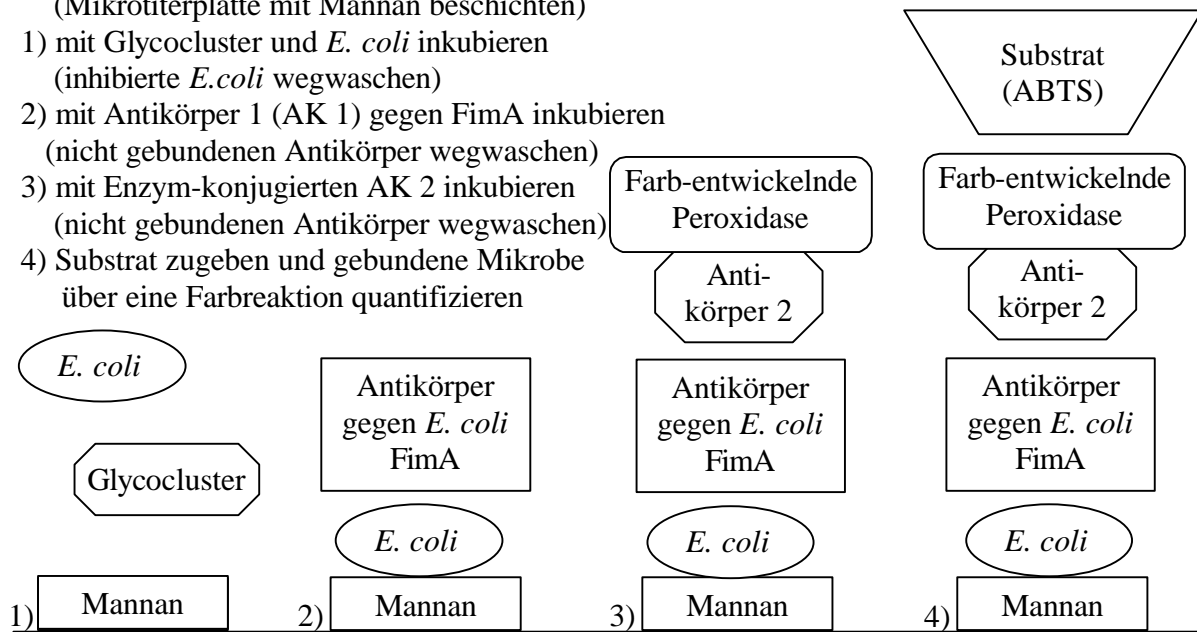 (Mikrotiterplatte mit Mannan beschichten)
1) mit Glycocluster und E. coli inkubieren
(inhibierte E.coli wegwaschen)
2) mit Antikörper 1 (AK 1) gegen FimA inkubieren
(nicht gebundenen Antikörper wegwaschen)
3) mit Enzym-konjugierten AK 2 inkubieren
(nicht gebundenen Antikörper wegwaschen)
4) Substrat zugeben und gebundene Mikrobe
über eine Farbreaktion quantifizieren
E. coli
Glycocluster
1) Mannan
Antikörper
gegen E. coli
FimA
E. coli
2) Mannan
Farb-entwickelnde
Peroxidase
Anti-
körper 2
Antikörper
gegen E. coli
FimA
E. coli
3) Mannan
Substrat
(ABTS)
Farb-entwickelnde
Peroxidase
Anti-
körper 2
Antikörper
gegen E. coli
FimA
E. coli
4) Mannan